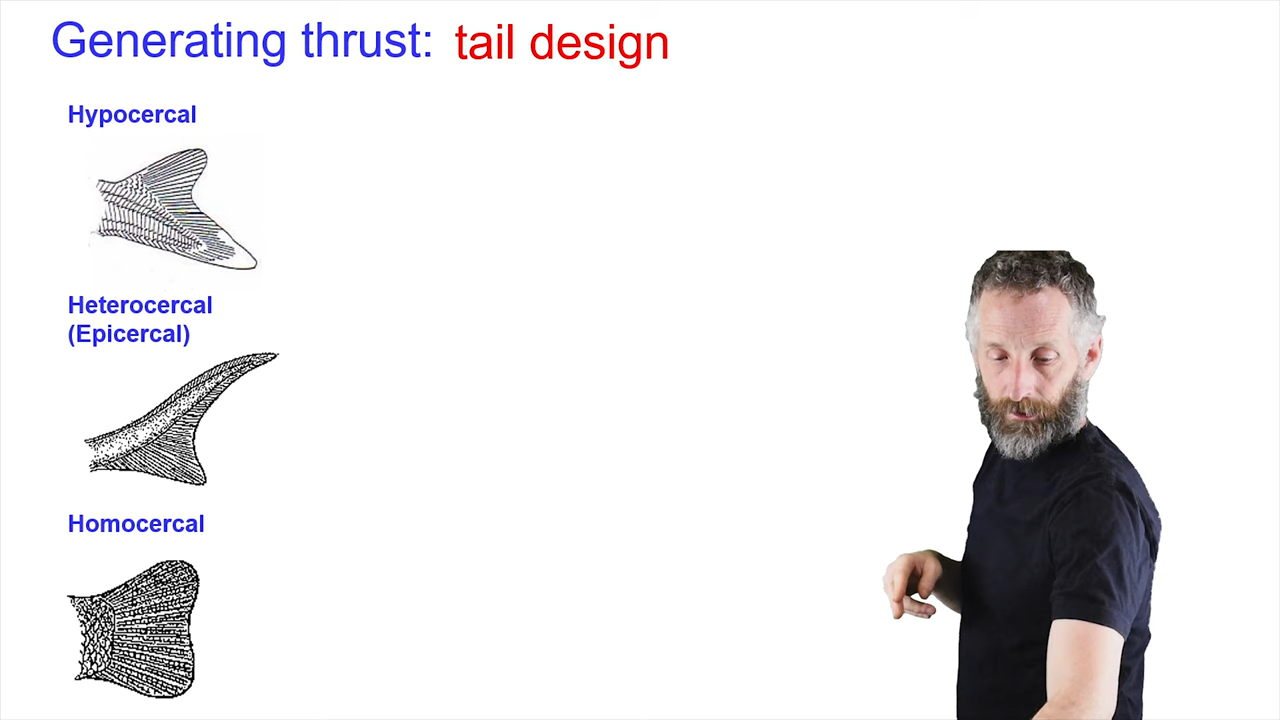 Generating thrust: tail design
Hypocercal
Heterocercal
(Epicercal)
Homocercal